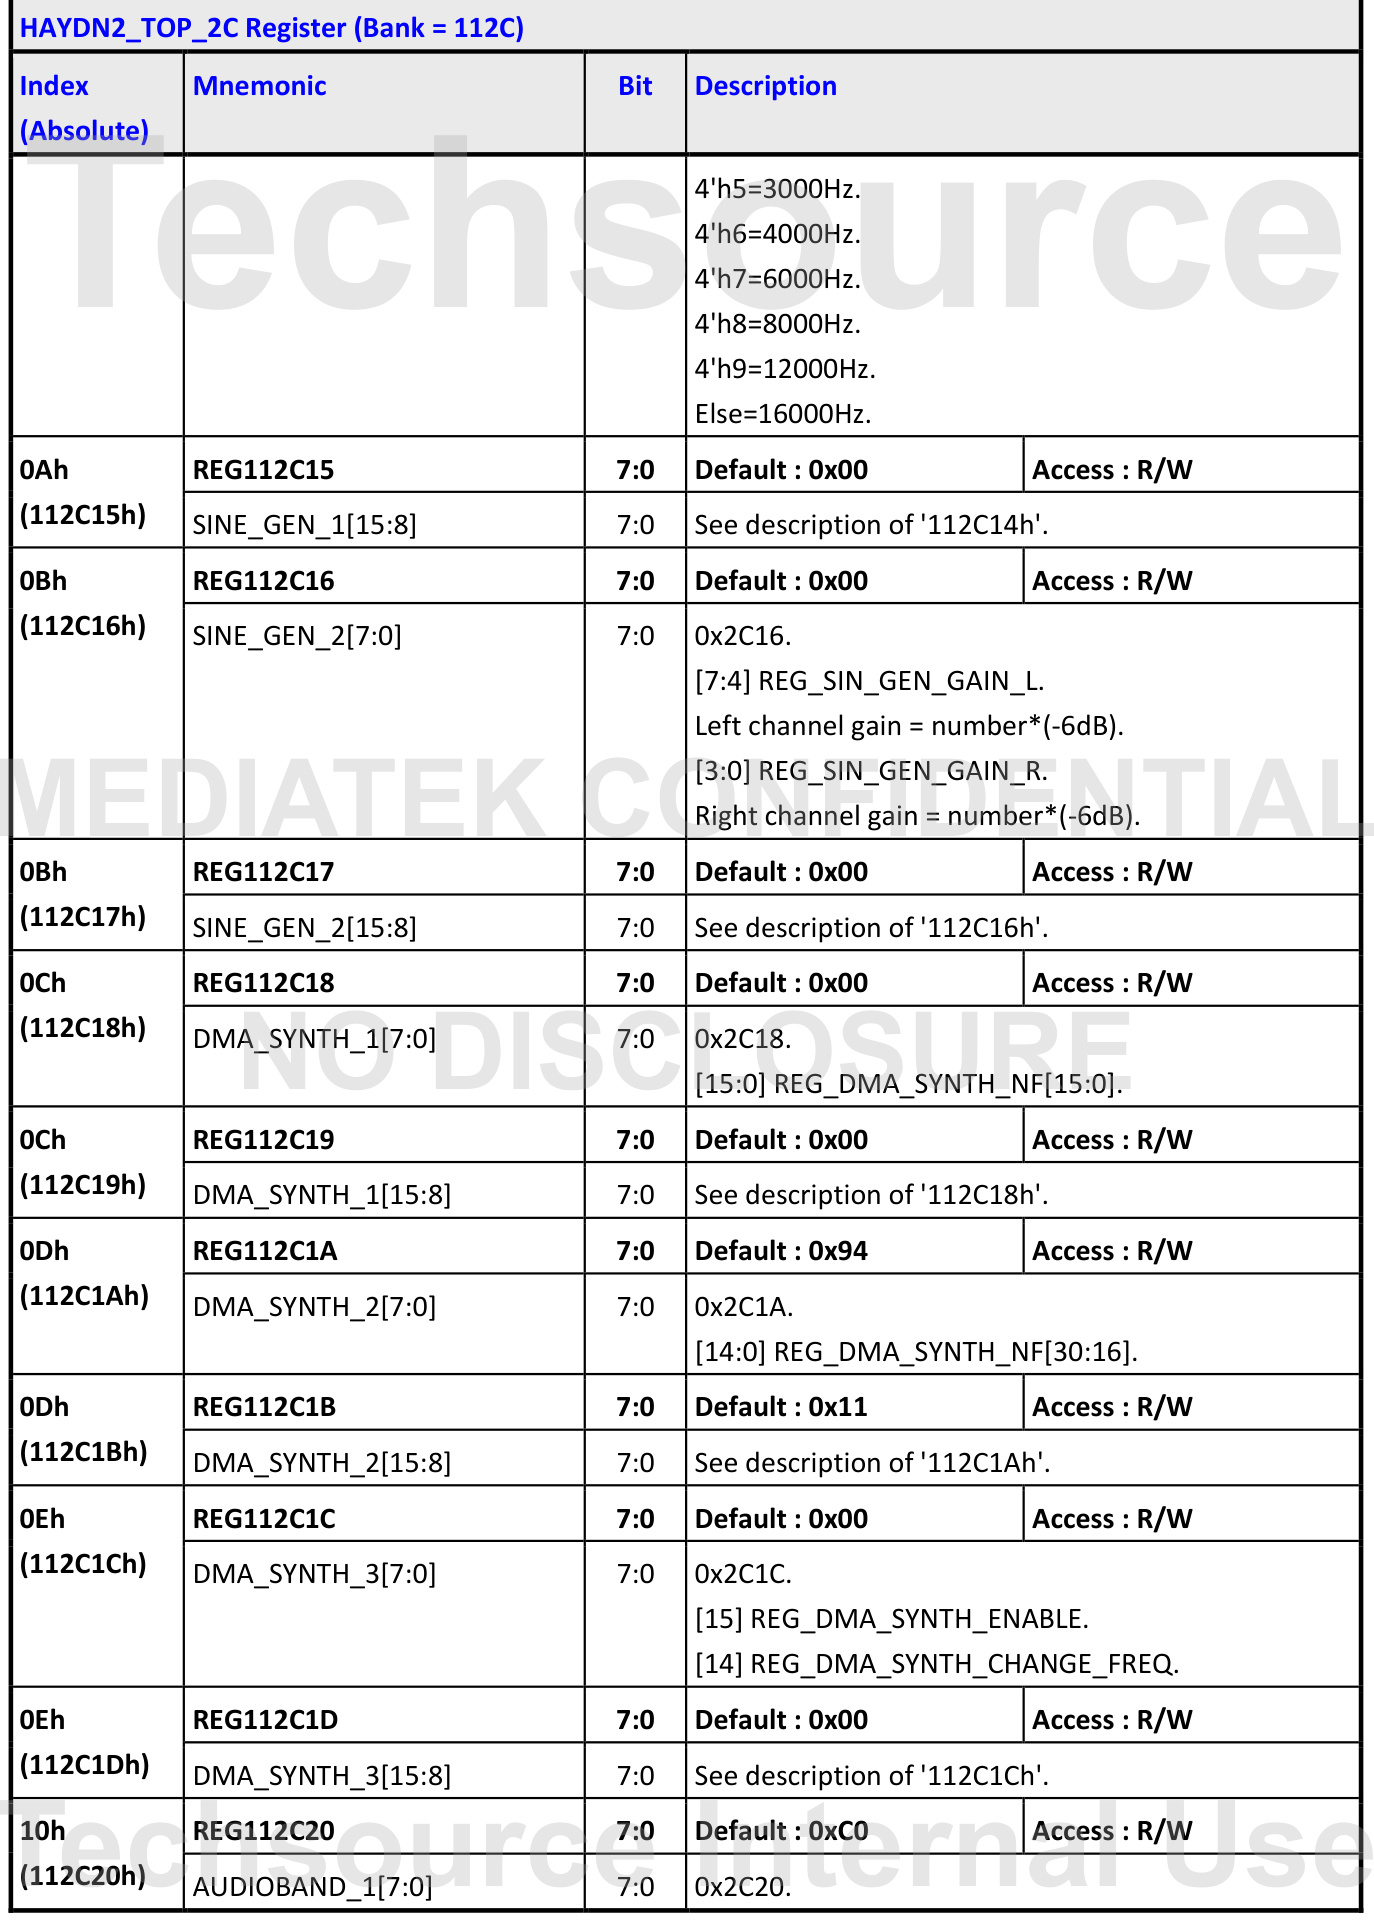 HAYDN2_TOP_2C Register (Bank = 112C)
Index (Absolute) Mnemonic Bit Description
4'h5=3000Hz.
4'h6=4000Hz.
4'h7=6000Hz.
4'h8=8000Hz.
4'h9=12000Hz.
Else=16000Hz.
0Ah (112C15h) REG112C15 7:0 Default : 0x00 Access : R/W
SINE_GEN_1[15:8] 7:0 See description of '112C14h'.
0Bh (112C16h) REG112C16 7:0 Default : 0x00 Access : R/W
SINE_GEN_2[7:0] 7:0 0x2C16.
[7:4] REG_SIN_GEN_GAIN_L.
Left channel gain = number*(-6dB).
[3:0] REG_SIN_GEN_GAIN_R.
Right channel gain = number*(-6dB).
0Bh (112C17h) REG112C17 7:0 Default : 0x00 Access : R/W
SINE_GEN_2[15:8] 7:0 See description of '112C16h'.
0Ch (112C18h) REG112C18 7:0 Default : 0x00 Access : R/W
DMA_SYNTH_1[7:0] 7:0 0x2C18.
[15:0] REG_DMA_SYNTH_NF[15:0].
0Ch (112C19h) REG112C19 7:0 Default : 0x00 Access : R/W
DMA_SYNTH_1[15:8] 7:0 See description of '112C18h'.
0Dh (112C1Ah) REG112C1A 7:0 Default : 0x94 Access : R/W
DMA_SYNTH_2[7:0] 7:0 0x2C1A.
[14:0] REG_DMA_SYNTH_NF[30:16].
0Dh (112C1Bh) REG112C1B 7:0 Default : 0x11 Access : R/W
DMA_SYNTH_2[15:8] 7:0 See description of '112C1Ah'.
0Eh (112C1Ch) REG112C1C 7:0 Default : 0x00 Access : R/W
DMA_SYNTH_3[7:0] 7:0 0x2C1C.
[15] REG_DMA_SYNTH_ENABLE.
[14] REG_DMA_SYNTH_CHANGE_FREQ.
0Eh (112C1Dh) REG112C1D 7:0 Default : 0x00 Access : R/W
DMA_SYNTH_3[15:8] 7:0 See description of '112C1Ch'.
10h (112C20h) REG112C20 7:0 Default : 0xC0 Access : R/W
AUDIOBAND_1[7:0] 7:0 0x2C20.
Techsource
MEDIATEK CONFIDENTIAL
NO DISCLOSURE
Techsource Internal Use